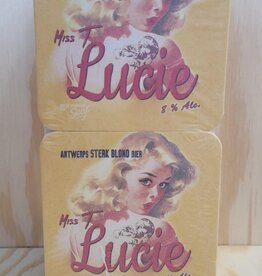 Miss T.
Lucie
8 % Alc.
ANTWERPS STERK BLOND BIER
Miss T.
Lucie